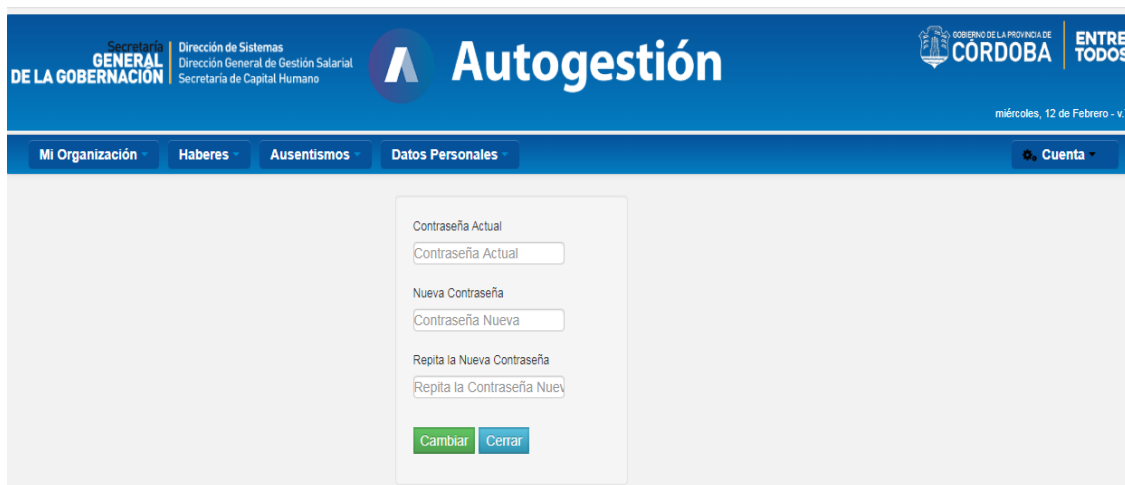 Secretaría
GENERAL
DE LA GOBERNACIÓN
Dirección de Sistemas
Dirección General de Gestión Salarial
Secretaría de Capital Humano
Autogestión
GOBIERNO DE LA PROVINCIA DE
CÓRDOBA
ENTRE
TODOS
miércoles, 12 de Febrero - v.
Mi Organización
Haberes
Ausentismos
Datos Personales
Cuenta
Contraseña Actual
Contraseña Actual
Nueva Contraseña
Contraseña Nueva
Repita la Nueva Contraseña
Repita la Contraseña Nuev
Cambiar
Cerrar